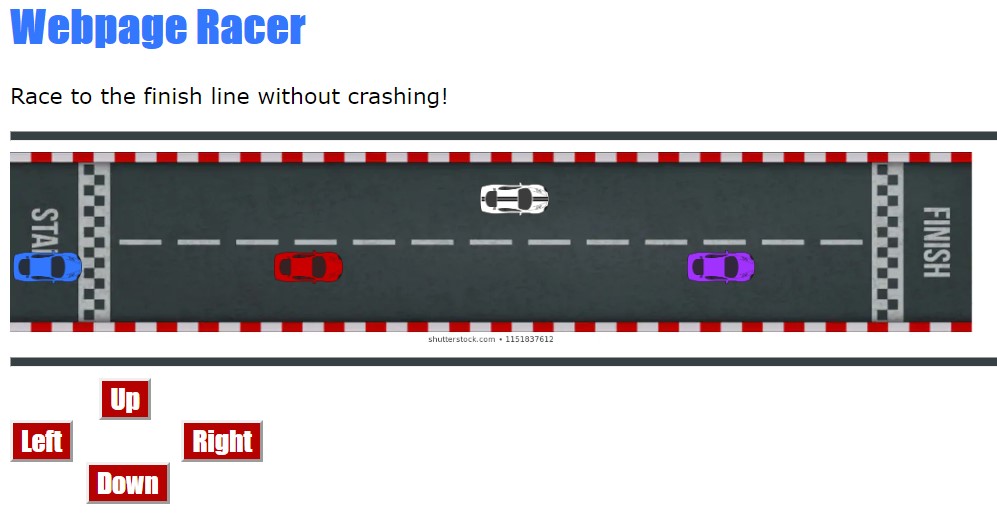 Webpage Racer
Race to the finish line without crashing!
STA
FINISH
shutterstock.com • 1151837612
Up
Left Right
Down